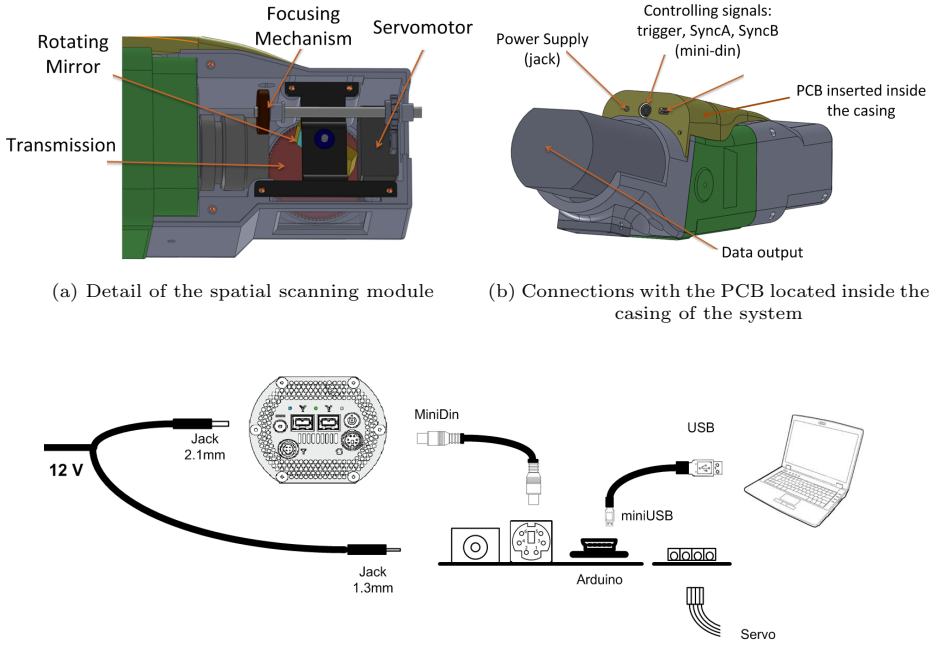 Focusing
Mechanism
Servomotor
Rotating
Mirror
Transmission
Controlling signals:
trigger, SyncA, SyncB
(mini-din)
Power Supply
(jack)
PCB inserted inside
the casing
Data output
(a) Detail of the spatial scanning module
(b) Connections with the PCB located inside the
casing of the system
12 V
Jack
2.1mm
Jack
1.3mm
MiniDin
USB
miniUSB
Arduino
Servo